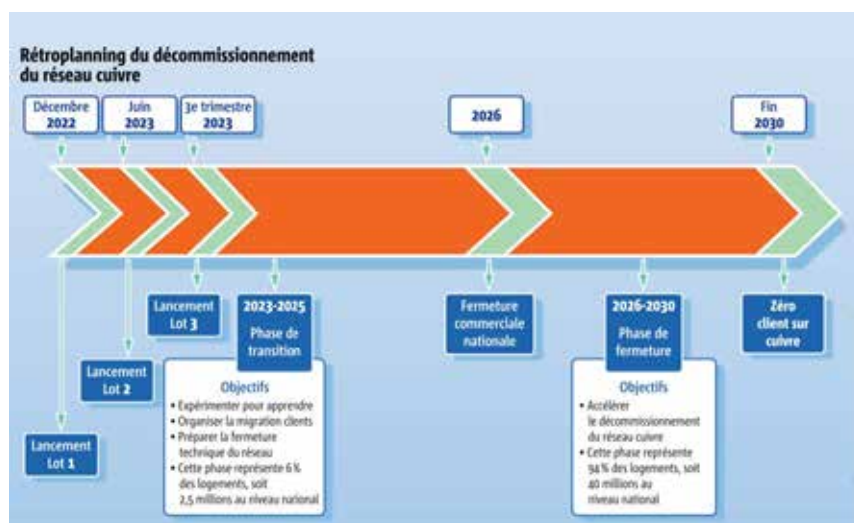 Rétroplanning du décommissionnement
du réseau cuivre
Décembre
2022
Juin
2023
3e trimestre
2023
2026
Fin
2030
Lancement
Lot 1
Lancement
Lot 2
Lancement
Lot 3
2023-2025
Phase de
transition
Objectifs
• Expérimenter pour apprendre
• Organiser la migration clients
• Préparer la fermeture
technique du réseau
• Cette phase représente 6 %
des logements, soit
2,5 millions au niveau national
Fermeture
commerciale
nationale
2026-2030
Phase de
fermeture
Objectifs
• Accélérer
le décommissionnement
du réseau cuivre
• Cette phase représente
94 % des logements, soit
40 millions au
niveau national
Zéro
client sur
cuivre